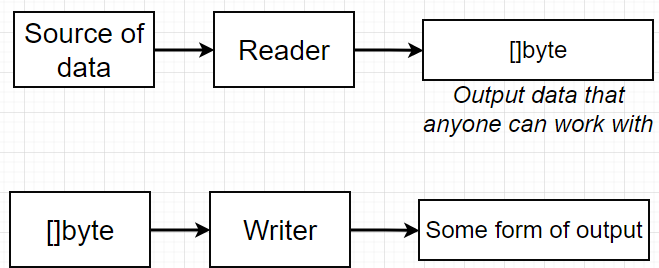 Source of
data
Reader
[]byte
Output data that
anyone can work with
[]byte
Writer
Some form of output